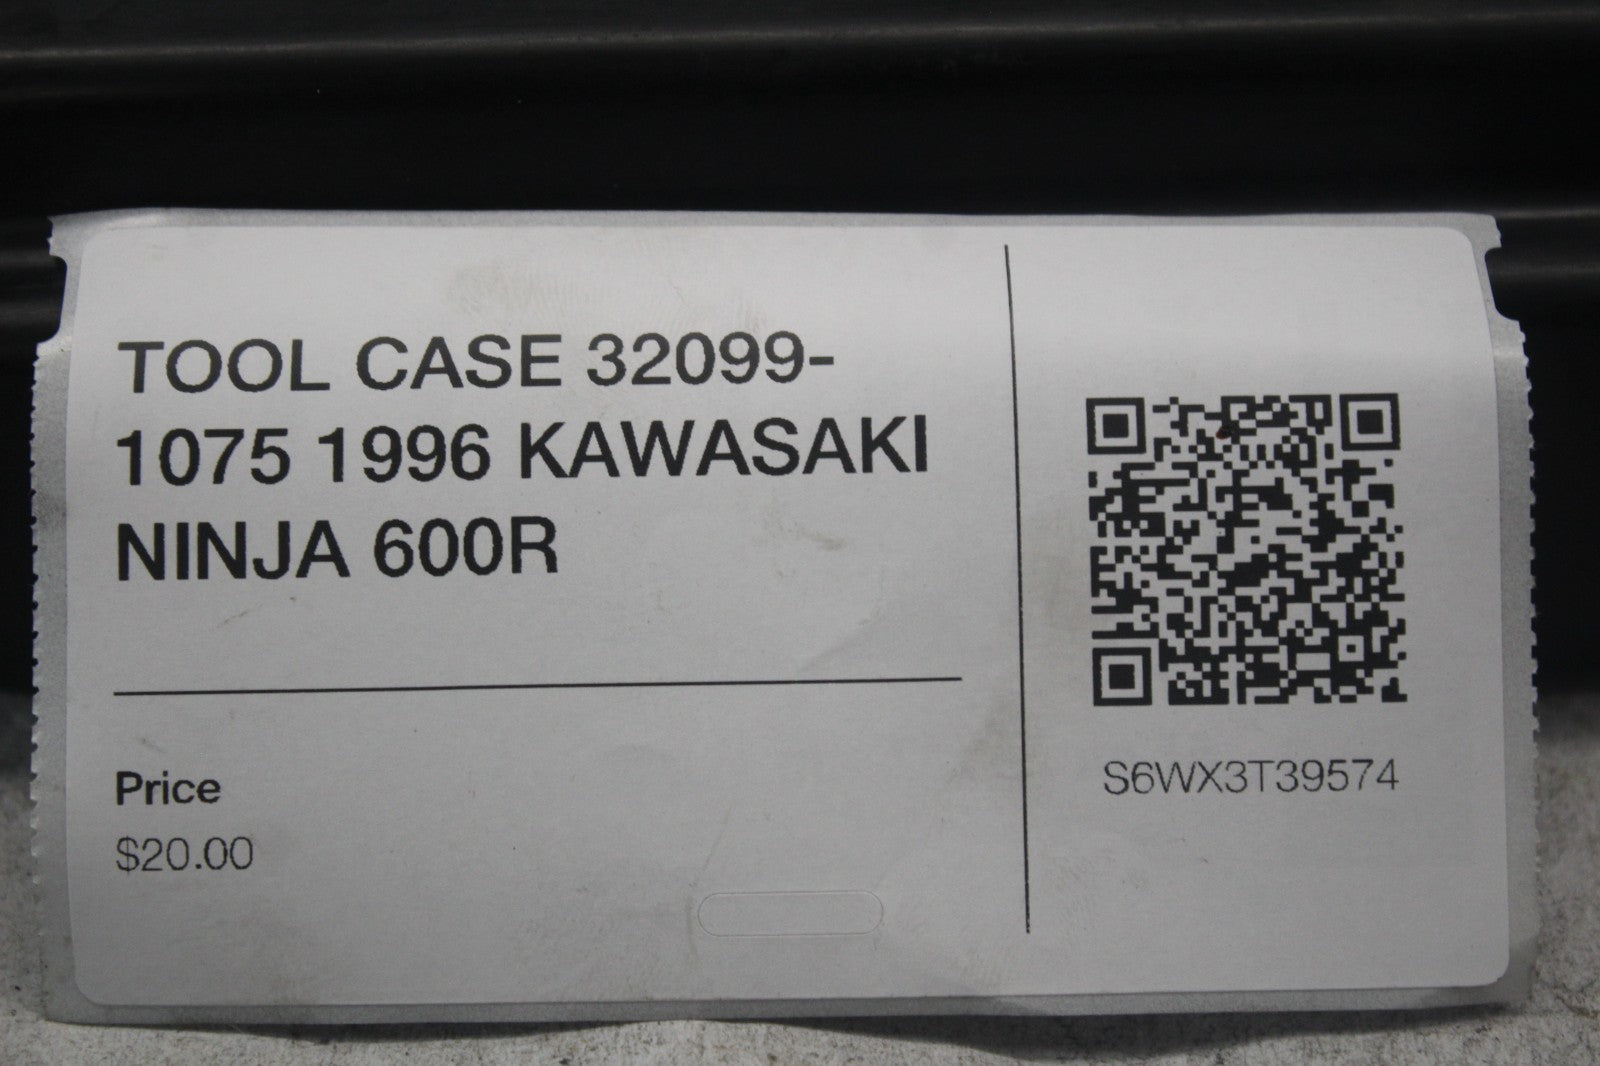 TOOL CASE 32099-
1075 1996 KAWASAKI
NINJA 600R
Price
$20.00
S6WX3T39574